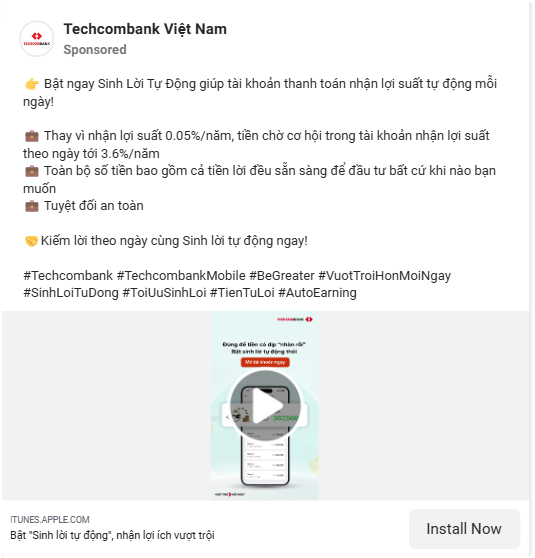 Techcombank Việt Nam
Sponsored
👉 Bật ngay Sinh Lời Tự Động giúp tài khoản thanh toán nhận lợi suất tự động mỗi
ngày!
💼 Thay vì nhận lợi suất 0.05%/năm, tiền chờ cơ hội trong tài khoản nhận lợi suất
theo ngày tới 3.6%/năm
💼 Toàn bộ số tiền bao gồm cả tiền lời đều sẵn sàng để đầu tư bất cứ khi nào bạn
muốn
💼 Tuyệt đối an toàn
🤝Kiếm lời theo ngày cùng Sinh lời tự động ngay!
#Techcombank #TechcombankMobile #BeGreater #VuotTroiHonMoiNgay
#SinhLoiTuDong #ToiUuSinhLoi #TienTuLoi #AutoEarning
TECHCOMBANK
Đừng để tiền có dịp "nhàn rỗi"
Bật sinh lời tự động thôi
Mở tài khoản ngay
VƯỢT TRỘI MỖI NGÀY
ITUNES.APPLE.COM
Bật "Sinh lời tự động", nhận lợi ích vượt trội
Install Now